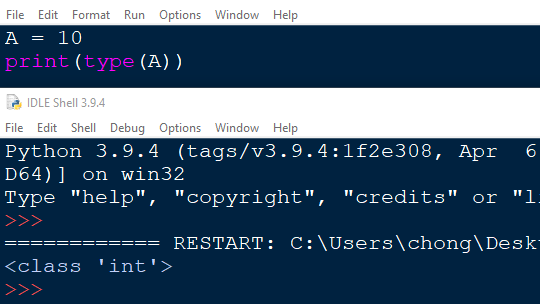 File Edit Format Run Options Window Help
A = 10
print(type(A))
IDLE Shell 3.9.4
File Edit Shell Debug Options Window Help
Python 3.9.4 (tags/v3.9.4:1f2e308, Apr 6
D64)] on win32
Type "help", "copyright", "credits" or "l
>>>
============ RESTART: C:\Users\chong\Desk
<class 'int'>
>>>